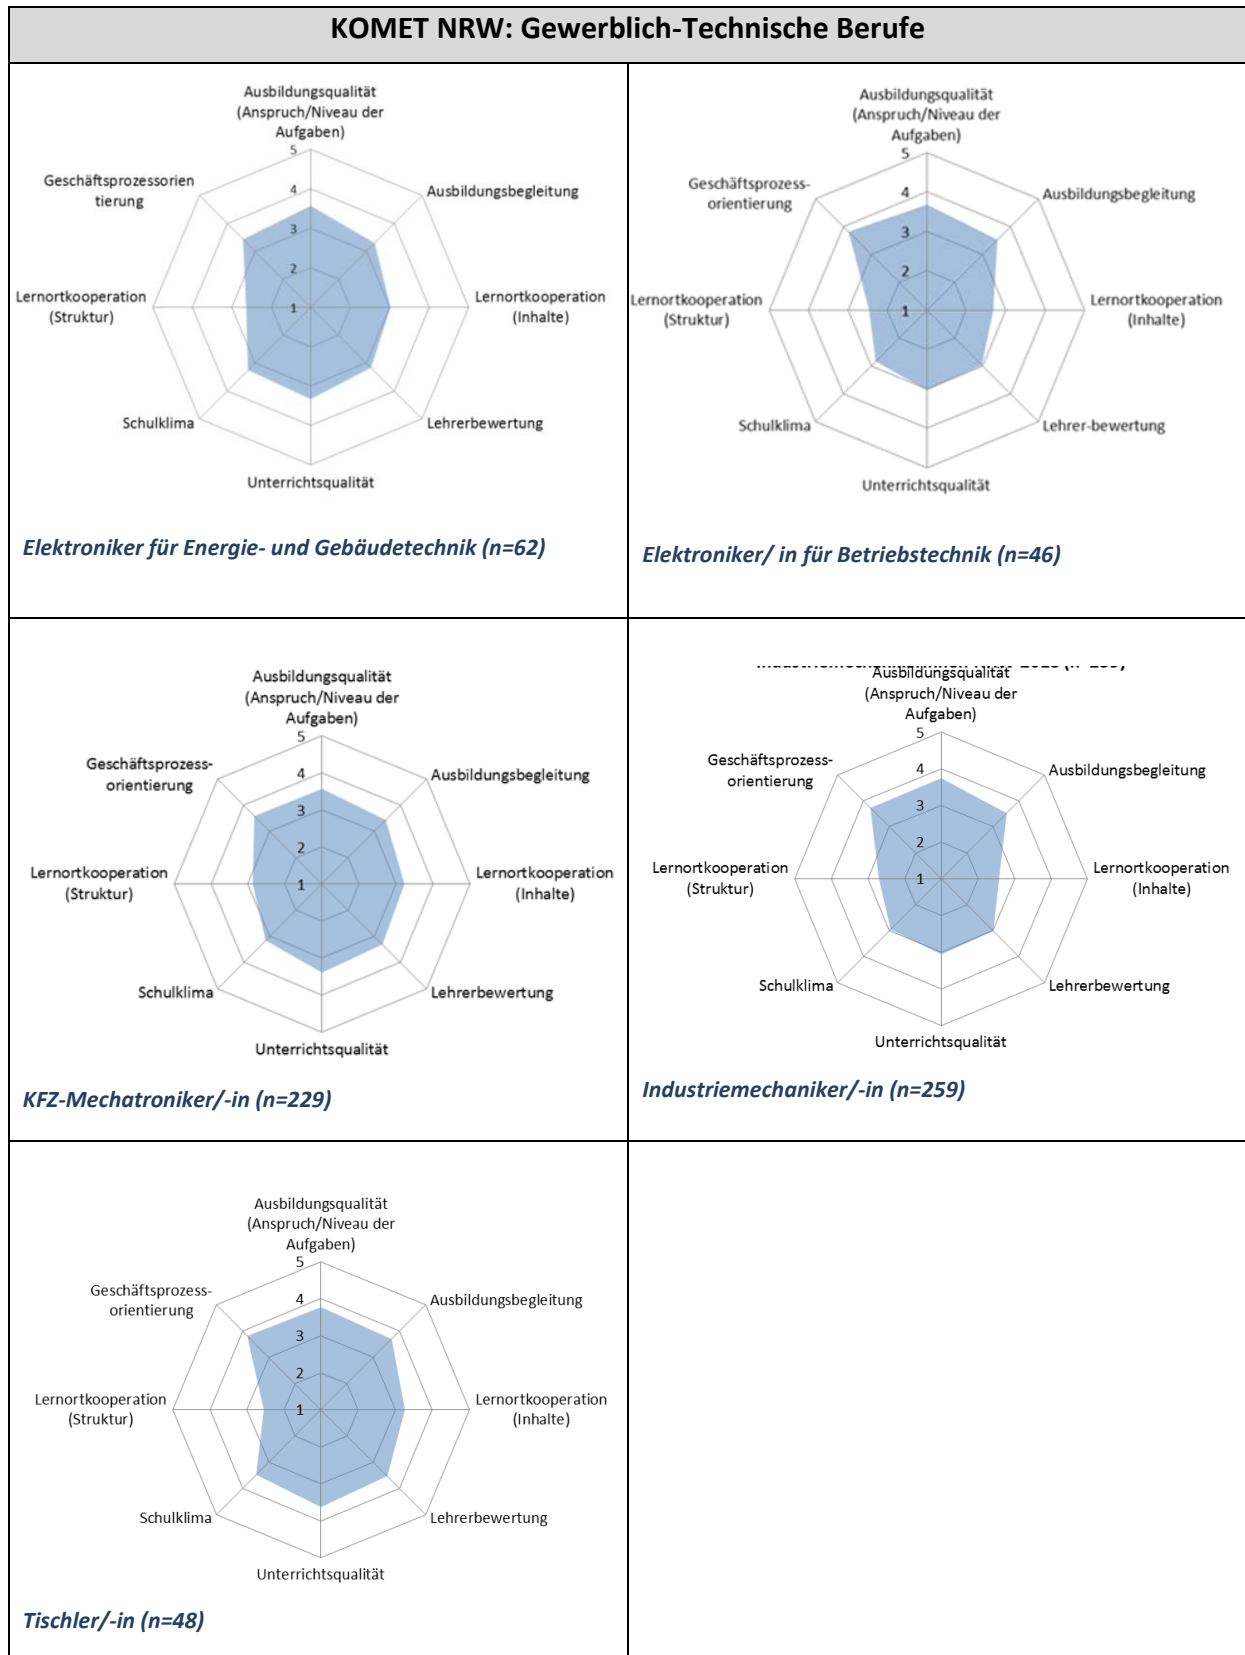 KOMET NRW: Gewerblich-Technische Berufe
Ausbildungsqualität
(Anspruch/Niveau der
Aufgaben)
5
4
3
2
1
Ausbildungsbegleitung
Lernortkooperation
(Inhalte)
Lehrerbewertung
Unterrichtsqualität
Schulklima
Lernortkooperation
(Struktur)
Geschäftsprozessorien
tierung
Elektroniker für Energie- und Gebäudetechnik (n=62)
Ausbildungsqualität
(Anspruch/Niveau der
Aufgaben)
5
4
3
2
1
Ausbildungsbegleitung
Lernortkooperation
(Inhalte)
Lehrer-bewertung
Unterrichtsqualität
Schulklima
Lernortkooperation
(Struktur)
Geschäftsprozess-
orientierung
Elektroniker/ in für Betriebstechnik (n=46)
Ausbildungsqualität
(Anspruch/Niveau der
Aufgaben)
5
4
3
2
1
Ausbildungsbegleitung
Lernortkooperation
(Inhalte)
Lehrerbewertung
Unterrichtsqualität
Schulklima
Lernortkooperation
(Struktur)
Geschäftsprozess-
orientierung
KFZ-Mechatroniker/-in (n=229)
Ausbildungsqualität
(Anspruch/Niveau der
Aufgaben)
5
4
3
2
1
Ausbildungsbegleitung
Lernortkooperation
(Inhalte)
Lehrerbewertung
Unterrichtsqualität
Schulklima
Lernortkooperation
(Struktur)
Geschäftsprozess-
orientierung
Industriemechaniker/-in (n=259)
Ausbildungsqualität
(Anspruch/Niveau der
Aufgaben)
5
4
3
2
1
Ausbildungsbegleitung
Lernortkooperation
(Inhalte)
Lehrerbewertung
Unterrichtsqualität
Schulklima
Lernortkooperation
(Struktur)
Geschäftsprozess-
orientierung
Tischler/-in (n=48)